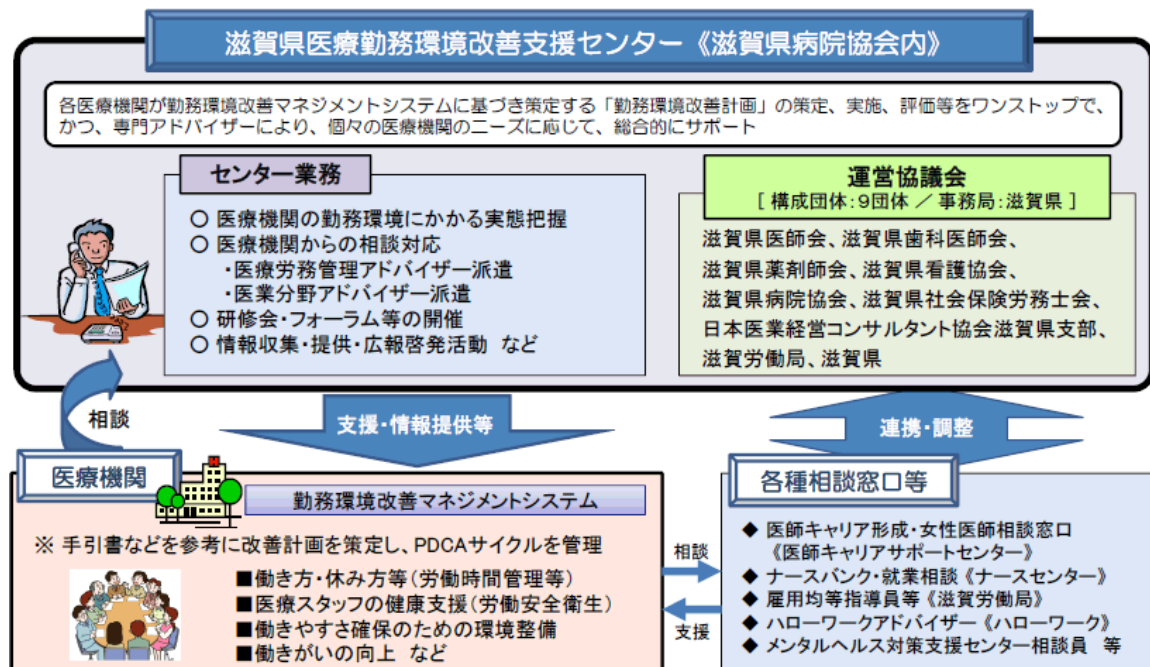 滋賀県医療勤務環境改善支援センター《滋賀県病院協会内》
各医療機関が勤務環境改善マネジメントシステムに基づき策定する「勤務環境改善計画」の策定、実施、評価等をワンストップで、
かつ、専門アドバイザーにより、個々の医療機関のニーズに応じて、総合的にサポート
センター業務
○ 医療機関の勤務環境にかかる実態把握
○ 医療機関からの相談対応
・医療労務管理アドバイザー派遣
・医業分野アドバイザー派遣
○ 研修会・フォーラム等の開催
○ 情報収集・提供・広報啓発活動 など
運営協議会
[ 構成団体:9団体 / 事務局:滋賀県 ]
滋賀県医師会、滋賀県歯科医師会、
滋賀県薬剤師会、滋賀県看護協会、
滋賀県病院協会、滋賀県社会保険労務士会、
日本医業経営コンサルタント協会滋賀県支部、
滋賀労働局、滋賀県
相談
支援・情報提供等
連携・調整
医療機関
H
勤務環境改善マネジメントシステム
※ 手引書などを参考に改善計画を策定し、PDCAサイクルを管理
■働き方・休み方等(労働時間管理等)
■医療スタッフの健康支援(労働安全衛生)
■働きやすさ確保のための環境整備
■働きがいの向上 など
相談
支援
各種相談窓口等
◆ 医師キャリア形成・女性医師相談窓口
《医師キャリアサポートセンター》
◆ ナースバンク・就業相談《ナースセンター》
◆ 雇用均等指導員等《滋賀労働局》
◆ ハローワークアドバイザー《ハローワーク》
◆ メンタルヘルス対策支援センター相談員 等